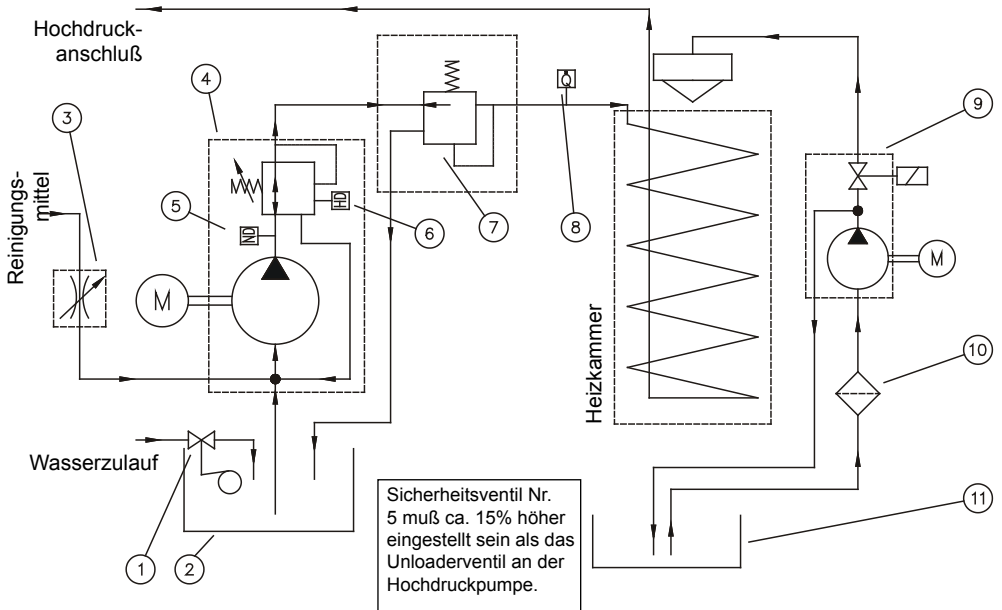 Hochdruck-
anschluß
4
3
9
Reinigungs-
mittel
5
HD
6
7
Q
8
ND
M
M
Heizkammer
10
Wasserzulauf
Sicherheitsventil Nr.
5 muß ca. 15% höher
eingestellt sein als das
Unloaderventil an der
Hochdruckpumpe.
11
1
2